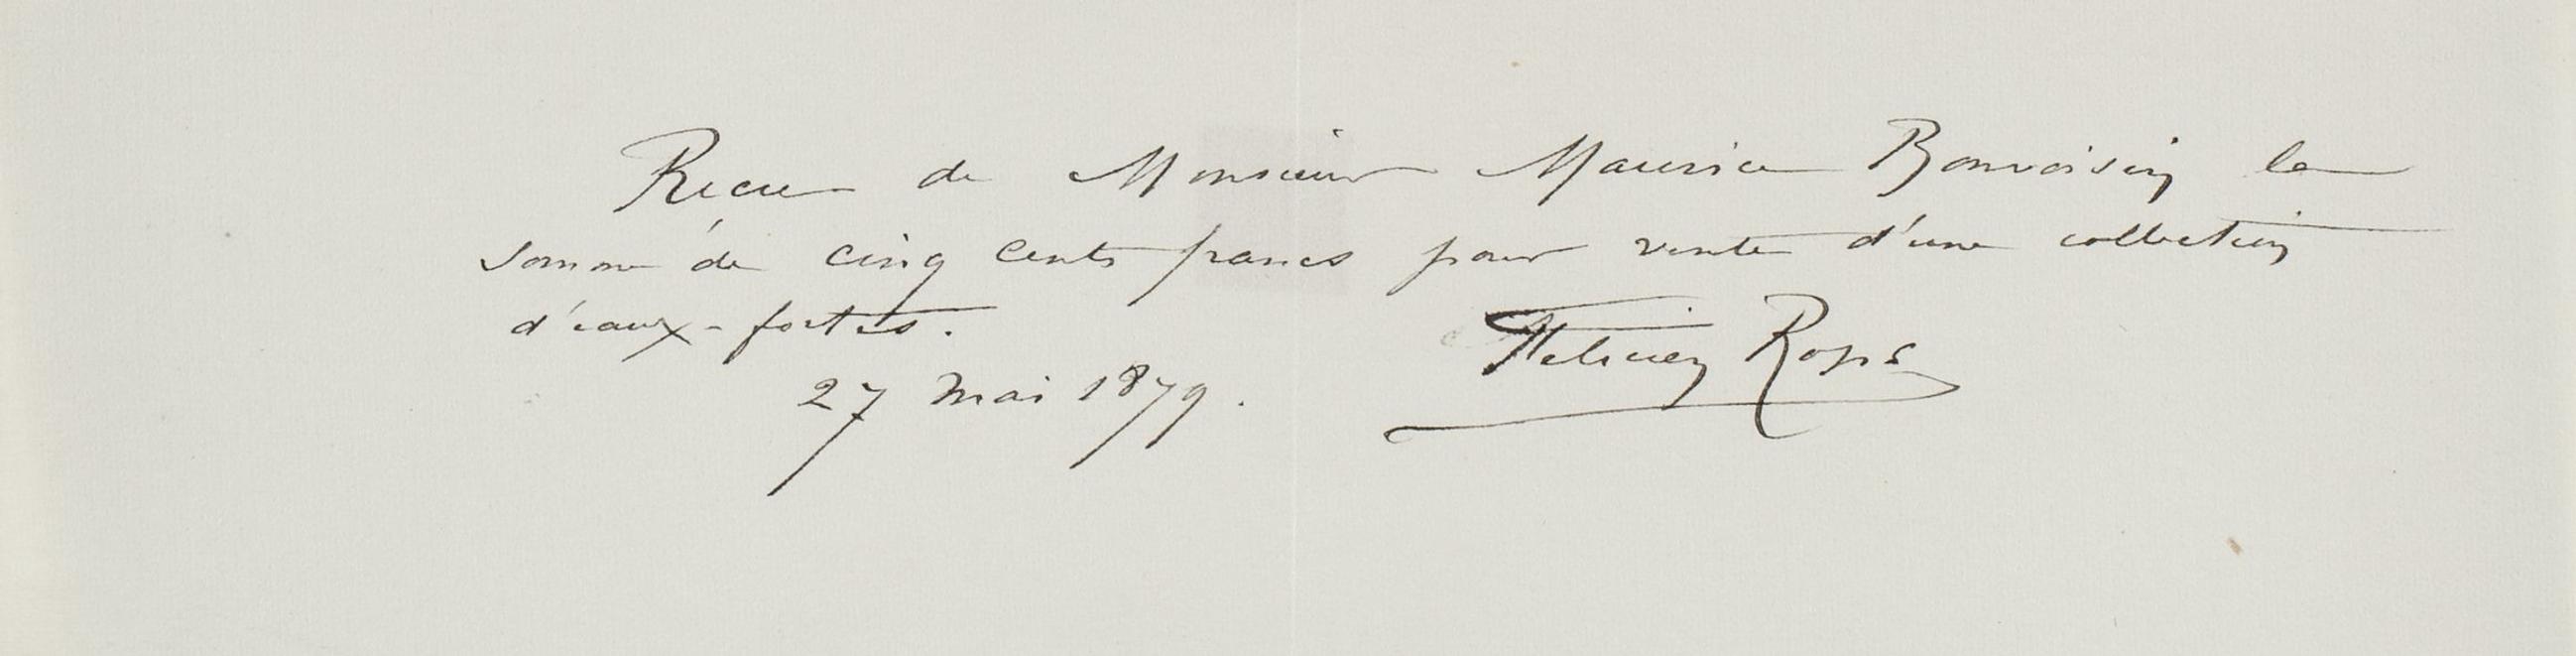 Recu de Monsieur Maurice Bonvoisin la
somme de cinq cents francs pour vente d'une collection
d'eaux-fortes.
Félicien Rops
27 Mai 1879.